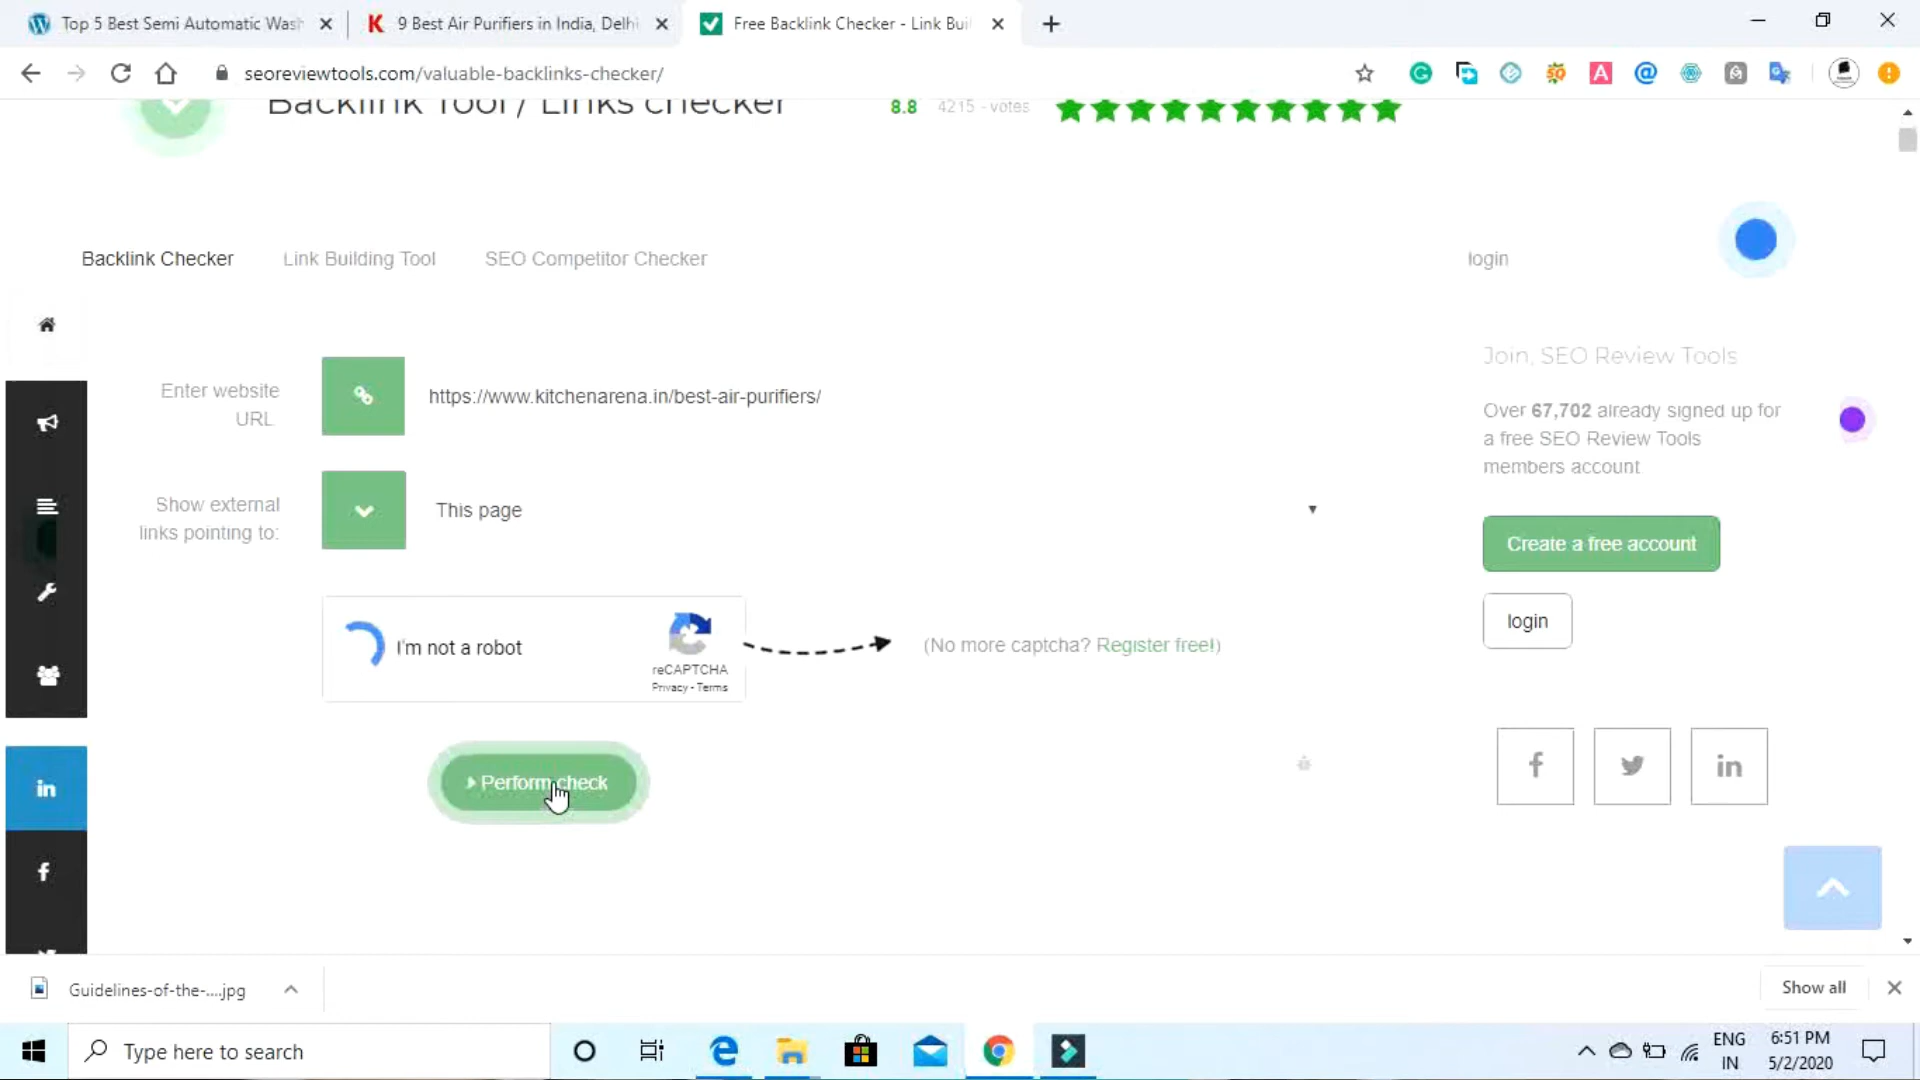 Top 5 Best Semi Automatic Wash
9 Best Air Purifiers in India, Delhi
Free Backlink Checker - Link Buil
seoreviewtools.com/valuable-backlinks-checker/
Backlink Tool / Links checker
8.8
4215 - votes
Backlink Checker
Link Building Tool
SEO Competitor Checker
login
Enter website
URL
https://www.kitchenarena.in/best-air-purifiers/
Show external
links pointing to:
This page
I'm not a robot
reCAPTCHA
Privacy - Terms
(No more captcha? Register free!)
Perform check
Join, SEO Review Tools
Over 67,702 already signed up for
a free SEO Review Tools
members account
Create a free account
login
Guidelines-of-the-....jpg
Show all
Type here to search
ENG
IN
6:51 PM
5/2/2020